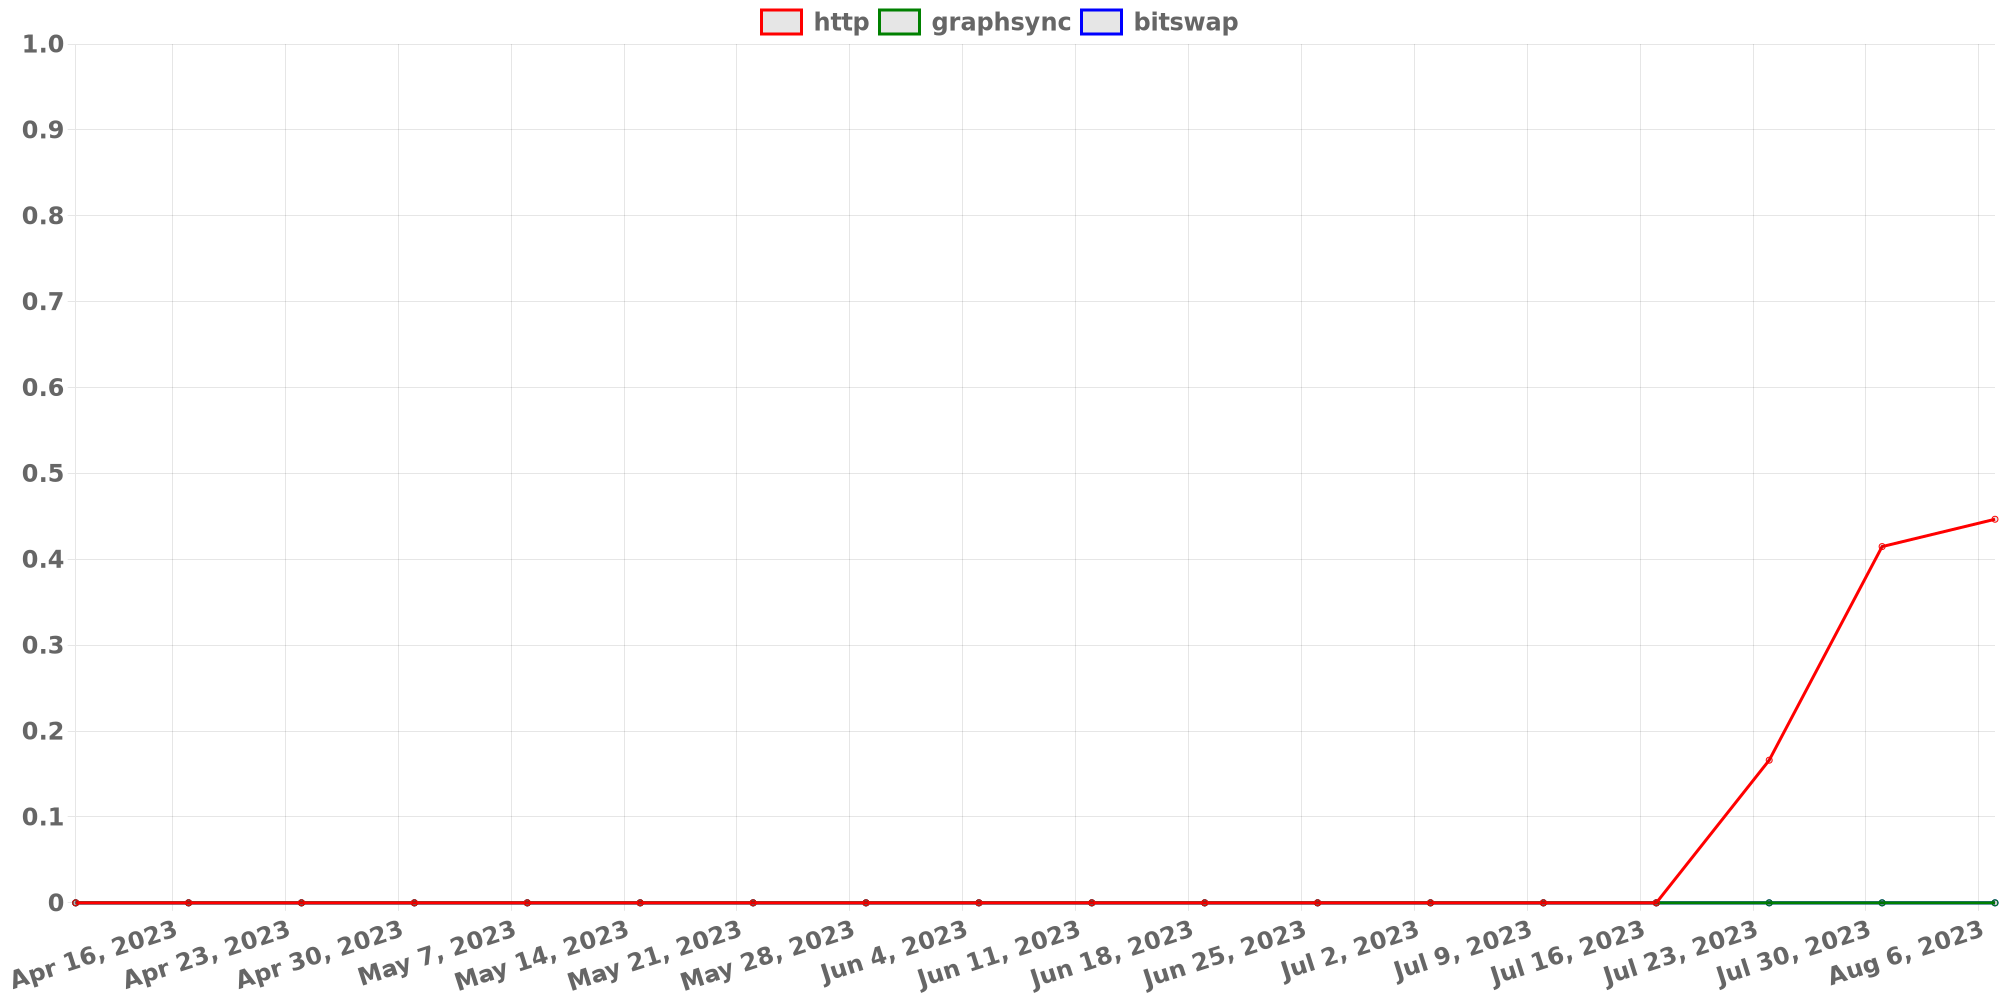 http graphsync bitswap
1.0
0.9
0.8
0.7
0.6
0.5
0.4
0.3
0.2
0.1
0
Apr 16, 2023
Apr 23, 2023
Apr 30, 2023
May 7, 2023
May 14, 2023
May 21, 2023
May 28, 2023
Jun 4, 2023
Jun 11, 2023
Jun 18, 2023
Jun 25, 2023
Jul 2, 2023
Jul 9, 2023
Jul 16, 2023
Jul 23, 2023
Jul 30, 2023
Aug 6, 2023